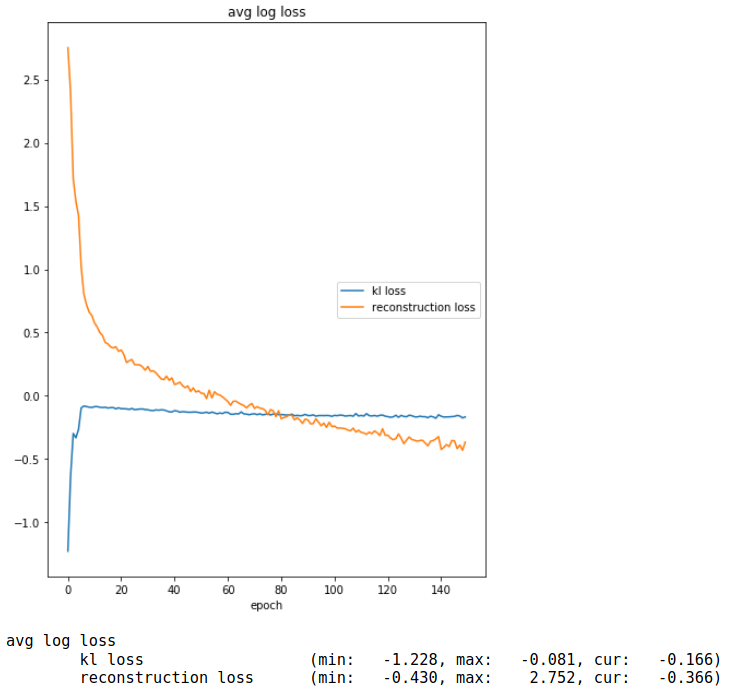 avg log loss
2.5
2.0
1.5
1.0
0.5
0.0
−0.5
−1.0
kl loss
reconstruction loss
0 20 40 60 80 100 120 140
epoch
avg log loss
kl loss (min: -1.228, max: -0.081, cur: -0.166)
reconstruction loss (min: -0.430, max: 2.752, cur: -0.366)